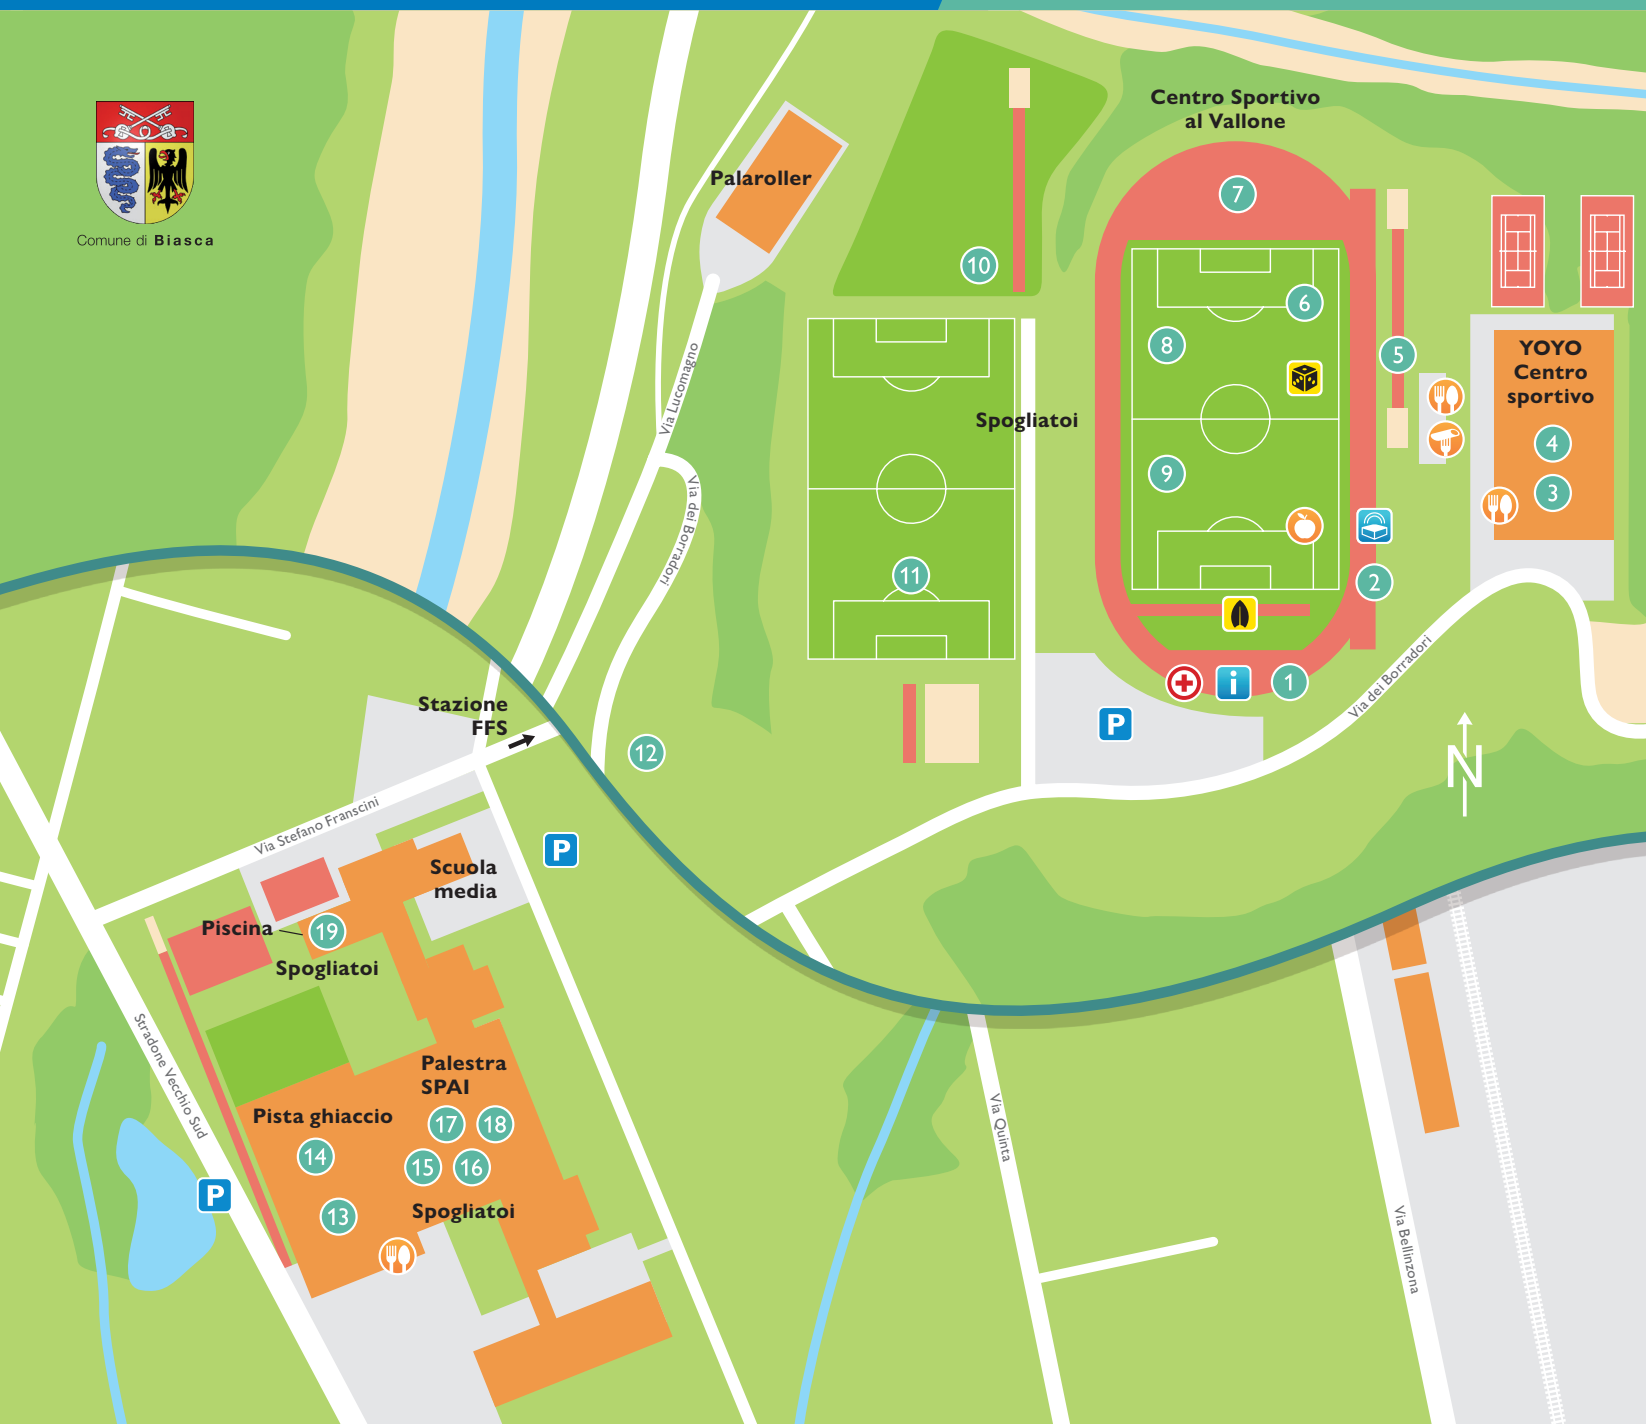 Comune di Biasca
Centro Sportivo
al Vallone
Palaroller
7
10
6
8
5
YOYO
Centro
sportivo
4
3
Via Lucomagno
Spogliatoi
9
Via dei Borradori
11
2
1
i
P
Via dei Borradori
Stazione
FFS
12
N
Via Stefano Franscini
P
Scuola
media
Piscina
19
Spogliatoi
Stradone Vecchio Sud
Palestra
SPAI
Pista ghiaccio
17
18
14
15
16
P
13
Spogliatoi
Via Quinta
Via Bellinzona